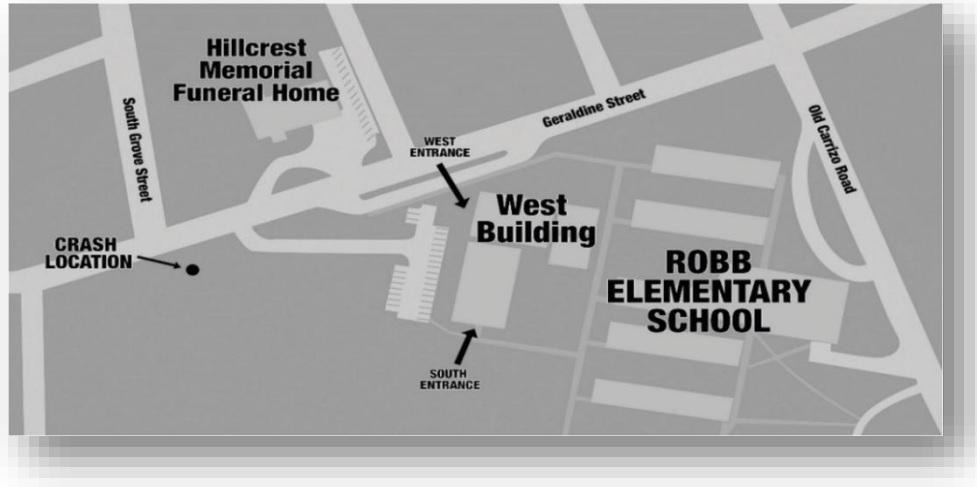 Hillcrest
Memorial
Funeral Home
South Grove Street
WEST
ENTRANCE
Geraldine Street
Old Carrizo Road
West
Building
CRASH
LOCATION
ROBB
ELEMENTARY
SCHOOL
SOUTH
ENTRANCE